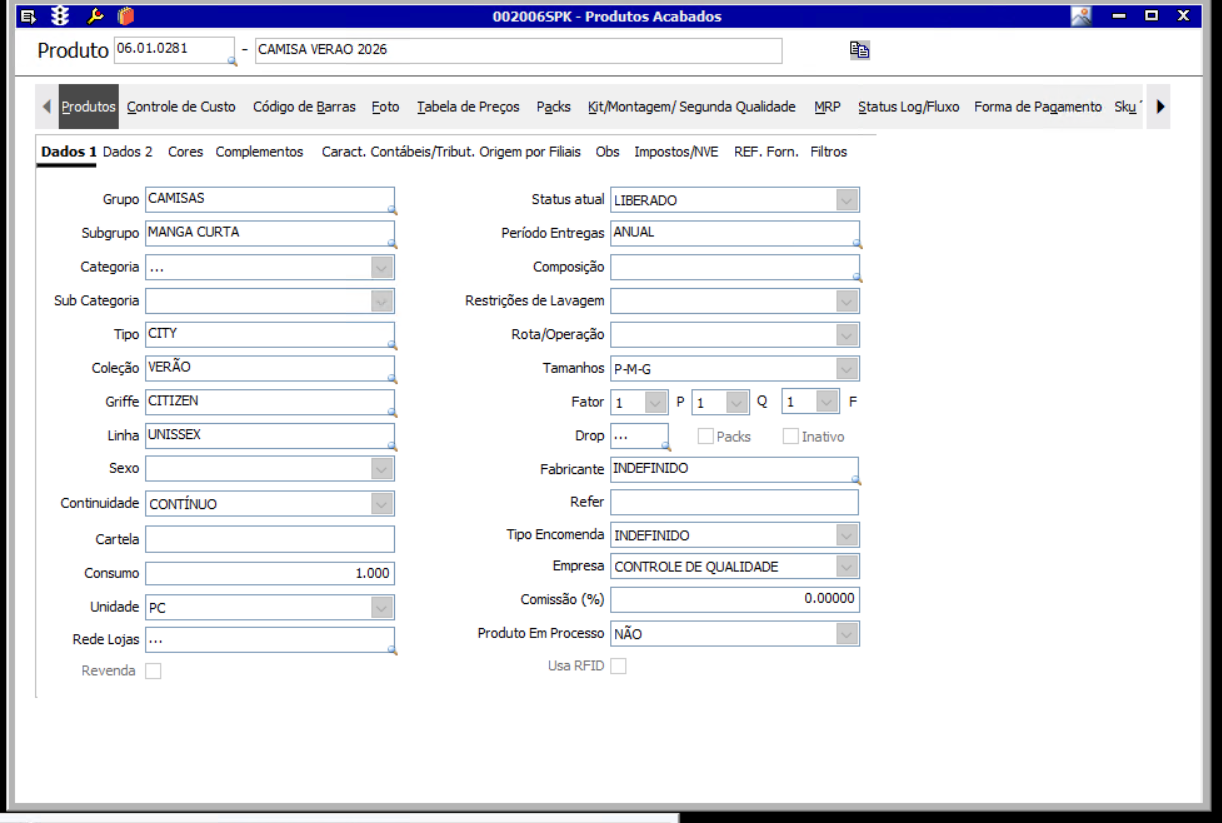 002006SPK - Produtos Acabados
Produto 06.01.0281 - CAMISA VERAO 2026
Produtos Controle de Custo Código de Barras Foto Tabela de Preços Packs Kit/Montagem/ Segunda Qualidade MRP Status Log/Fluxo Forma de Pagamento Sku
Dados 1 Dados 2 Cores Complementos Caract. Contábeis/Tribut. Origem por Filiais Obs Impostos/NVE REF. Forn. Filtros
Grupo CAMISAS
Subgrupo MANGA CURTA
Categoria ...
Sub Categoria
Tipo CITY
Coleção VERÃO
Griffe CITIZEN
Linha UNISSEX
Sexo
Continuidade CONTÍNUO
Cartela
Consumo 1.000
Unidade PC
Rede Lojas ...
Revenda
Status atual LIBERADO
Período Entregas ANUAL
Composição
Restrições de Lavagem
Rota/Operação
Tamanhos P-M-G
Fator 1 P 1 Q 1 F
Drop ... Packs Inativo
Fabricante INDEFINIDO
Refer
Tipo Encomenda INDEFINIDO
Empresa CONTROLE DE QUALIDADE
Comissão (%) 0.00000
Produto Em Processo NÃO
Usa RFID